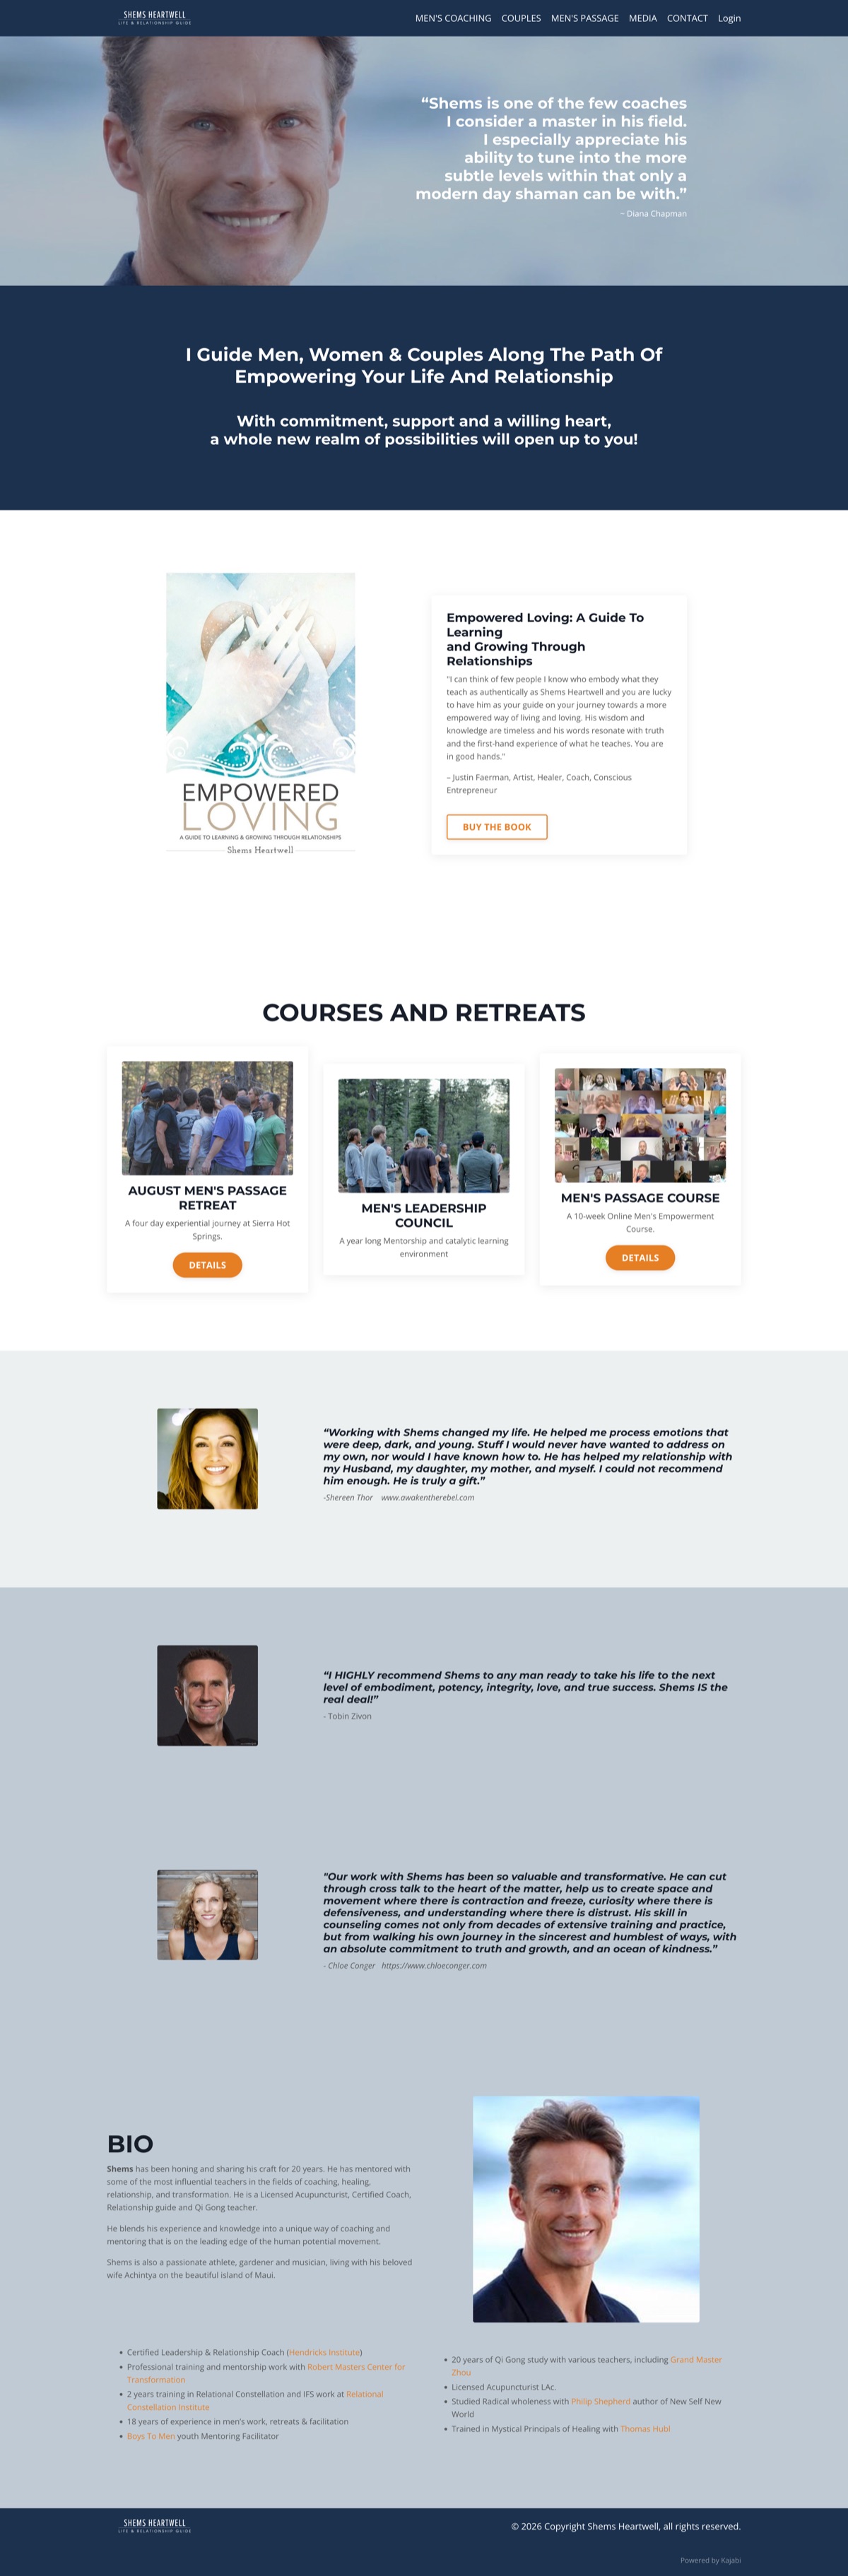 SHEMS HEARTWELL
LIFE & RELATIONSHIP GUIDE
MEN'S COACHING COUPLES MEN'S PASSAGE MEDIA CONTACT Login
“Shems is one of the few coaches
I consider a master in his field.
I especially appreciate his
ability to tune into the more
subtle levels within that only a
modern day shaman can be with.”
~ Diana Chapman
I Guide Men, Women & Couples Along The Path Of
Empowering Your Life And Relationship
With commitment, support and a willing heart,
a whole new realm of possibilities will open up to you!
EMPOWERED
LOVING
A GUIDE TO LEARNING & GROWING THROUGH RELATIONSHIPS
Shems Heartwell
Empowered Loving: A Guide To
Learning
and Growing Through
Relationships
"I can think of few people I know who embody what they
teach as authentically as Shems Heartwell and you are lucky
to have him as your guide on your journey towards a more
empowered way of living and loving. His wisdom and
knowledge are timeless and his words resonate with truth
and the first-hand experience of what he teaches. You are
in good hands."
– Justin Faerman, Artist, Healer, Coach, Conscious
Entrepreneur
BUY THE BOOK
COURSES AND RETREATS
AUGUST MEN'S PASSAGE
RETREAT
A four day experiential journey at Sierra Hot
Springs.
DETAILS
MEN'S LEADERSHIP
COUNCIL
A year long Mentorship and catalytic learning
environment
MEN'S PASSAGE COURSE
A 10-week Online Men's Empowerment
Course.
DETAILS
“Working with Shems changed my life. He helped me process emotions that
were deep, dark, and young. Stuff I would never have wanted to address on
my own, nor would I have known how to. He has helped my relationship with
my Husband, my daughter, my mother, and myself. I could not recommend
him enough. He is truly a gift.”
-Shereen Thor www.awakentherebel.com
“I HIGHLY recommend Shems to any man ready to take his life to the next
level of embodiment, potency, integrity, love, and true success. Shems IS the
real deal!”
- Tobin Zivon
"Our work with Shems has been so valuable and transformative. He can cut
through cross talk to the heart of the matter, help us to create space and
movement where there is contraction and freeze, curiosity where there is
defensiveness, and understanding where there is distrust. His skill in
counseling comes not only from decades of extensive training and practice,
but from walking his own journey in the sincerest and humblest of ways, with
an absolute commitment to truth and growth, and an ocean of kindness.”
- Chloe Conger https://www.chloeconger.com
BIO
Shems has been honing and sharing his craft for 20 years. He has mentored with
some of the most influential teachers in the fields of coaching, healing,
relationship, and transformation. He is a Licensed Acupuncturist, Certified Coach,
Relationship guide and Qi Gong teacher.
He blends his experience and knowledge into a unique way of coaching and
mentoring that is on the leading edge of the human potential movement.
Shems is also a passionate athlete, gardener and musician, living with his beloved
wife Achintya on the beautiful island of Maui.
• Certified Leadership & Relationship Coach (Hendricks Institute)
• Professional training and mentorship work with Robert Masters Center for
Transformation
• 2 years training in Relational Constellation and IFS work at Relational
Constellation Institute
• 18 years of experience in men's work, retreats & facilitation
• Boys To Men youth Mentoring Facilitator
• 20 years of Qi Gong study with various teachers, including Grand Master
Zhou
• Licensed Acupuncturist LAc.
• Studied Radical wholeness with Philip Shepherd author of New Self New
World
• Trained in Mystical Principals of Healing with Thomas Hubl
SHEMS HEARTWELL
LIFE & RELATIONSHIP GUIDE
© 2026 Copyright Shems Heartwell, all rights reserved.
Powered by Kajabi